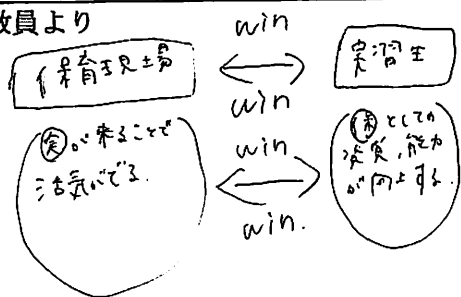 教員より
win
保育現場
実習生
win
実が来ることで
活気がでる.
win
保としての
資質、能力
が向上する.
win.